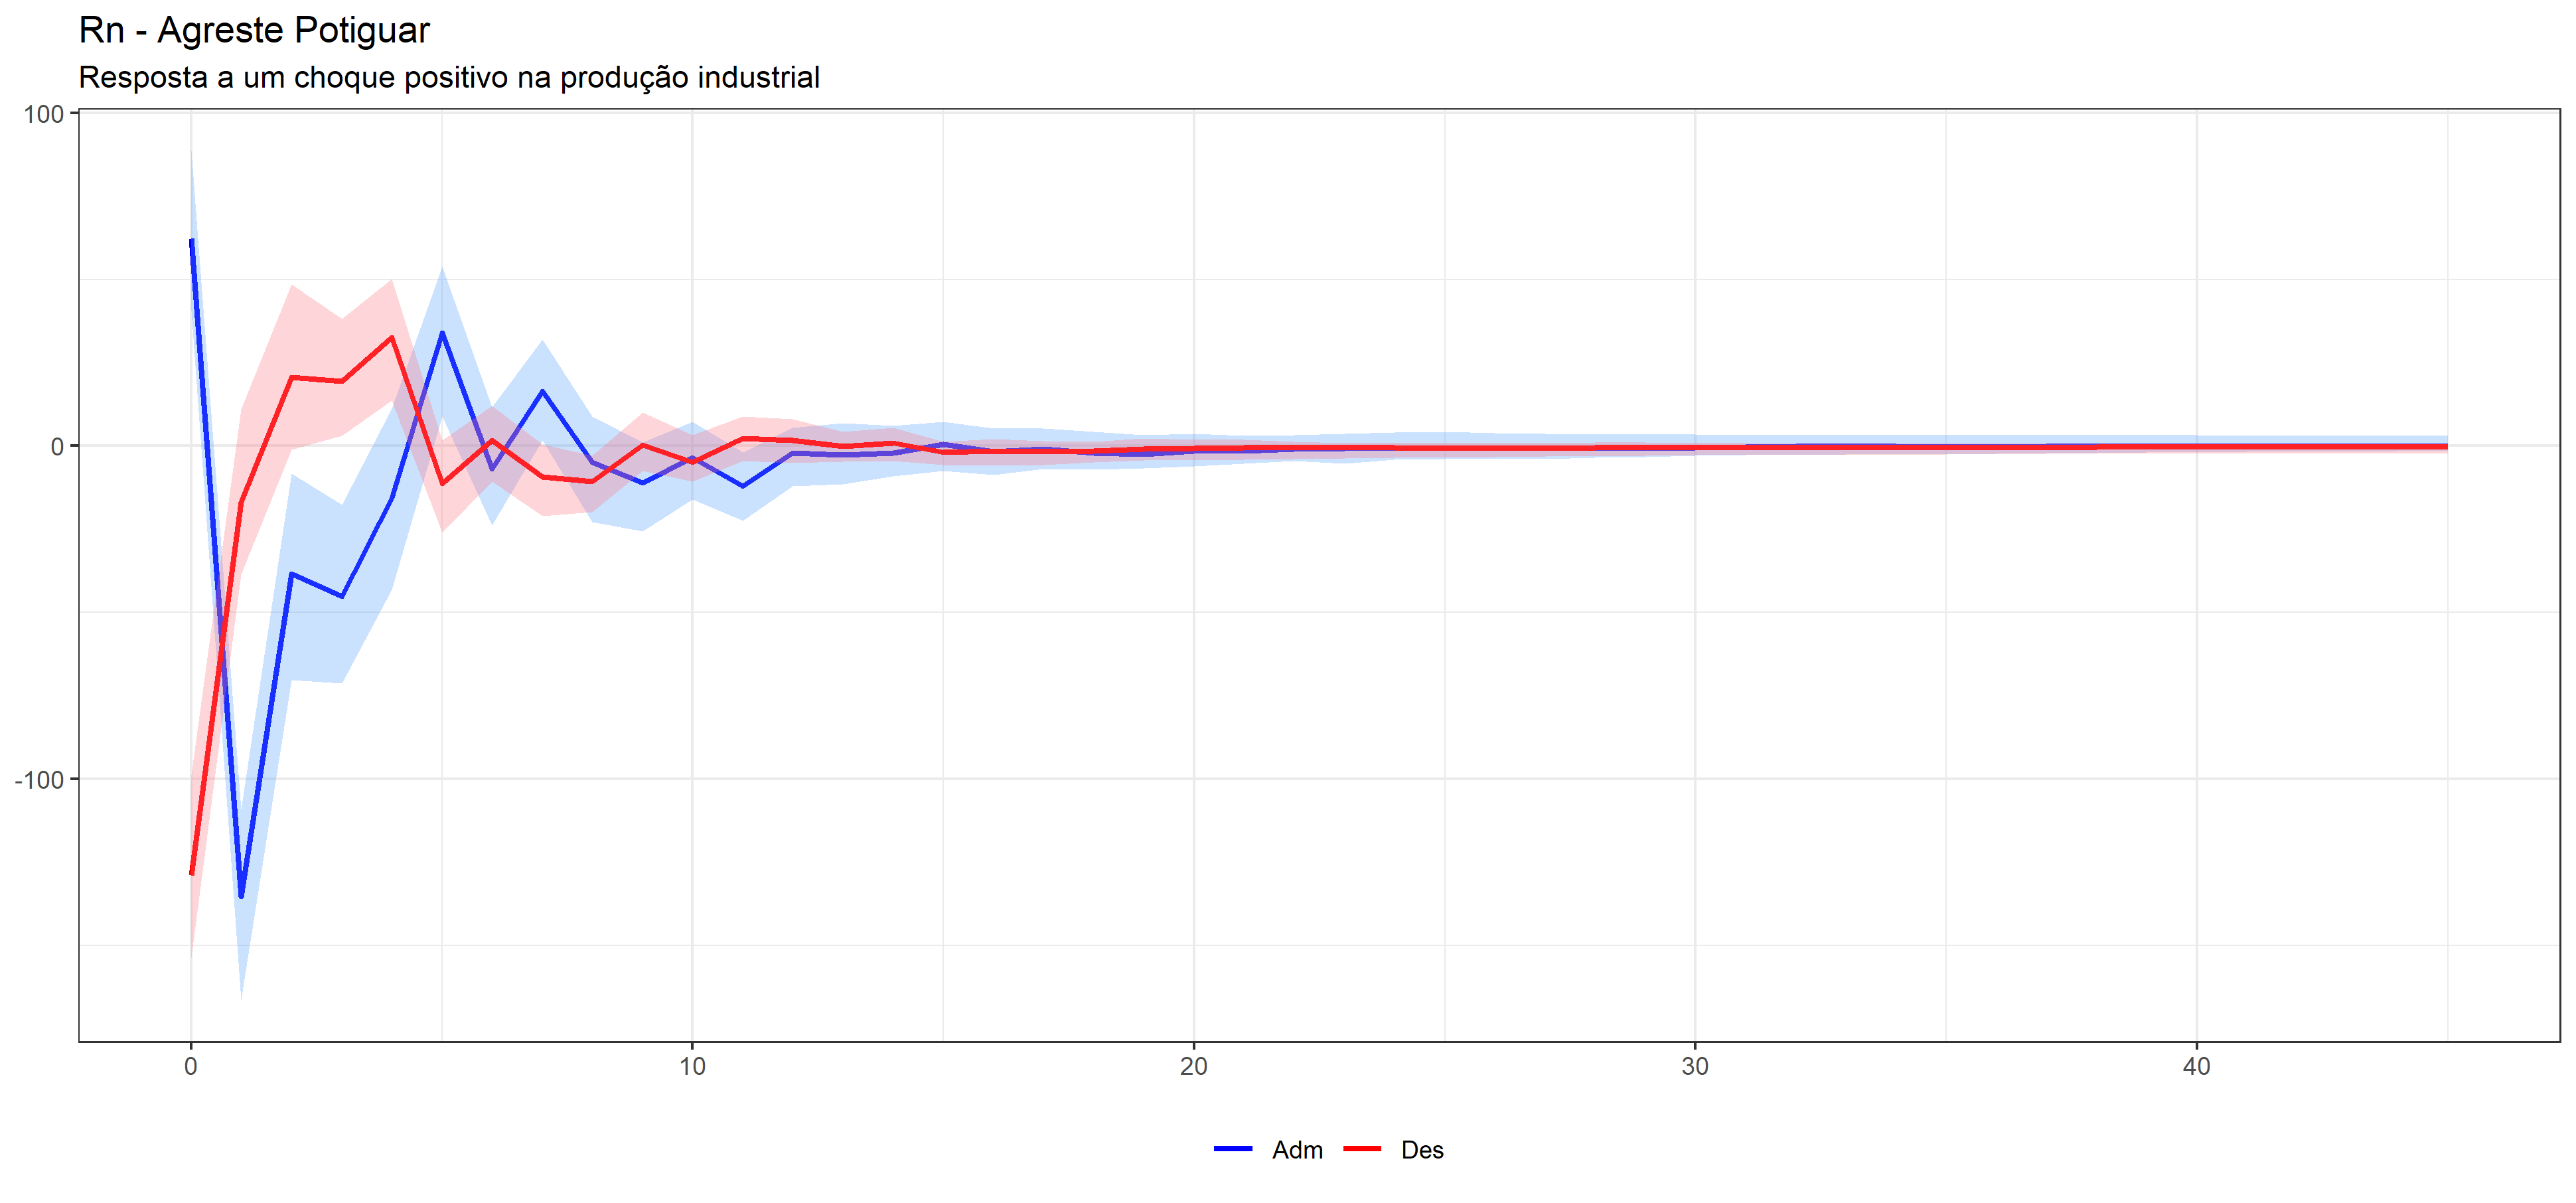 Rn - Agreste Potiguar
Resposta a um choque positivo na produção industrial
100
0
-100
0 10 20 30 40
Adm Des